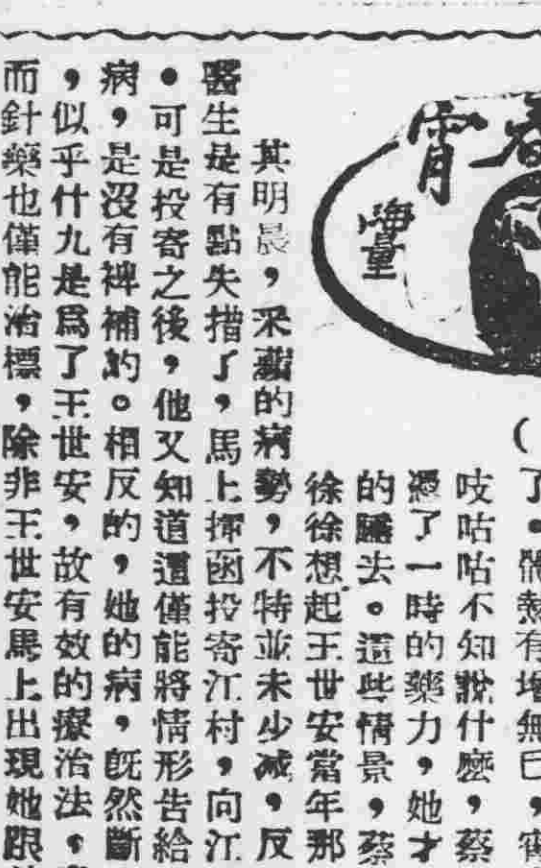 宵
海量
(
了。熱有增無已,
吱咕咕不知說什麼,蔡
了一時的藥力,她才
的睡去。這些情景,蔡
徐徐想起王世安當年那
其明晨,采蘋的病勢,不特並未少减,反
醫生是有點失措了,馬上揮函投寄江村,向江
。可是投寄之後,他又知道這僅能將情形告給
病,是沒有裨補的。相反的,她的病,旣然斷
,似乎什九是爲了王世安,故有效的療治法,
而針藥也僅能治標,除非王世安馬上出現她跟